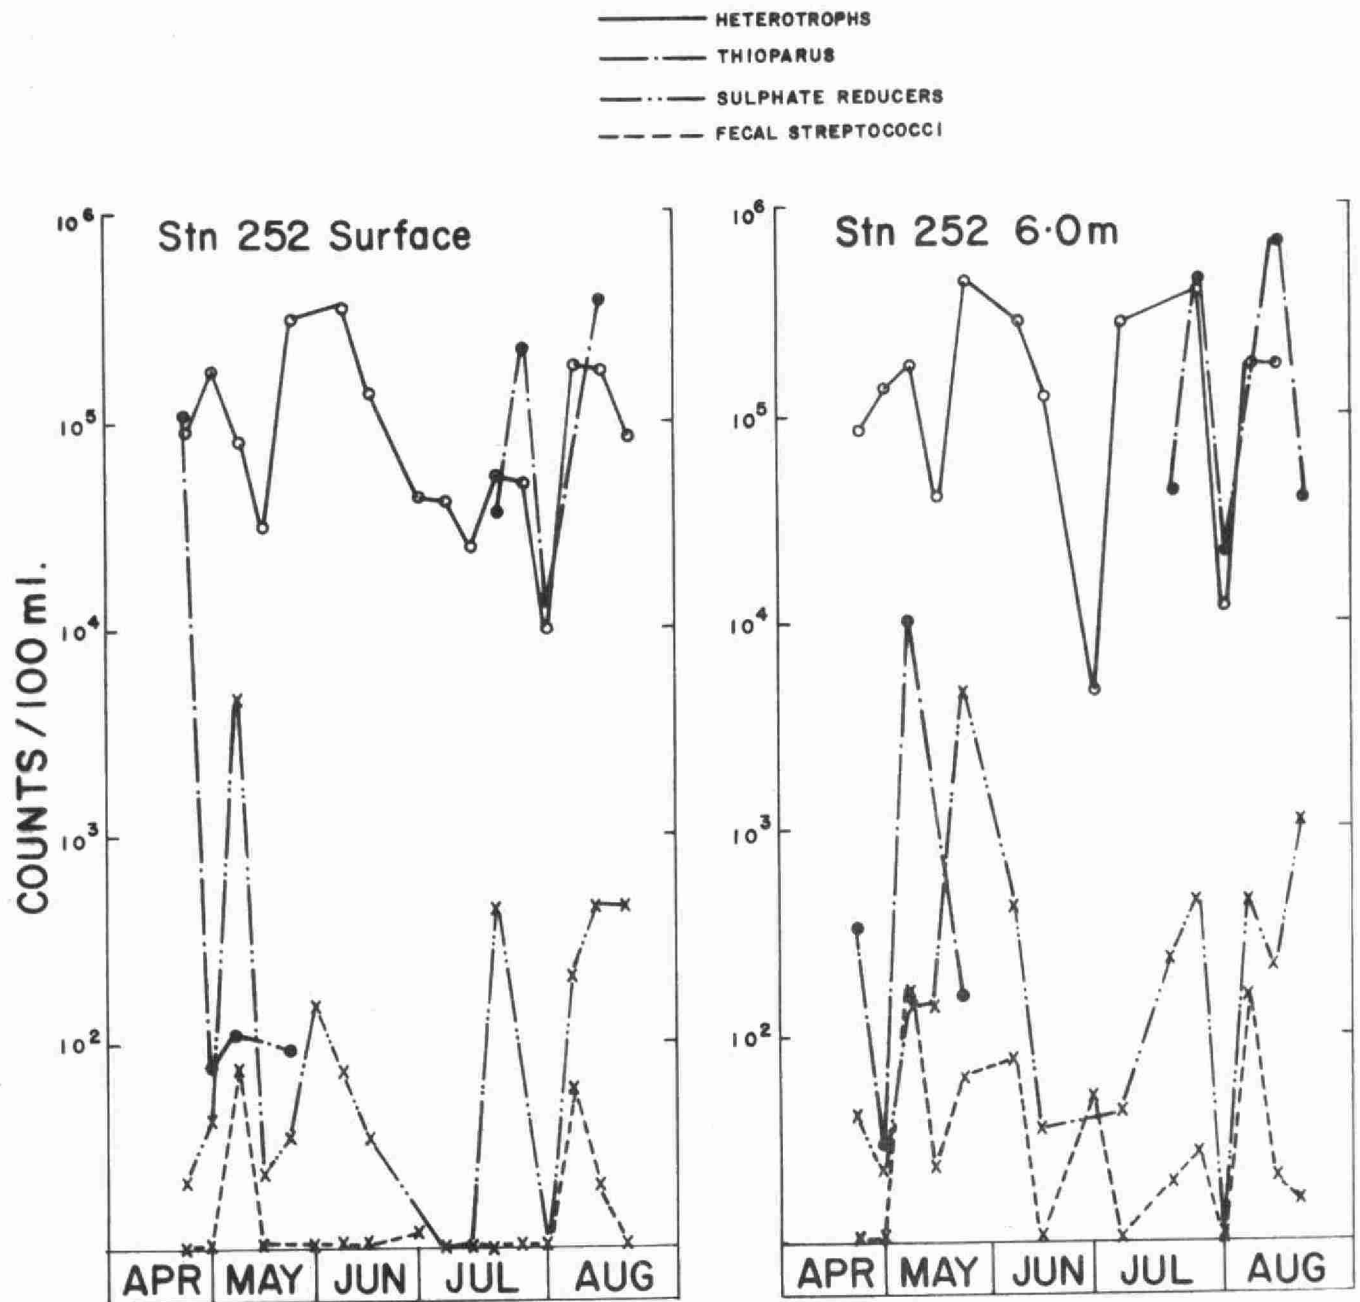 HETEROTROPHS
THIOPARUS
SULPHATE REDUCERS
FECAL STREPTOCOCCI
Stn 252 Surface
Stn 252 6·0m
COUNTS/100 ml.
10⁶
10⁵
10⁴
10³
10²
10⁶
10⁵
10⁴
10³
10²
APR MAY JUN JUL AUG
APR MAY JUN JUL AUG